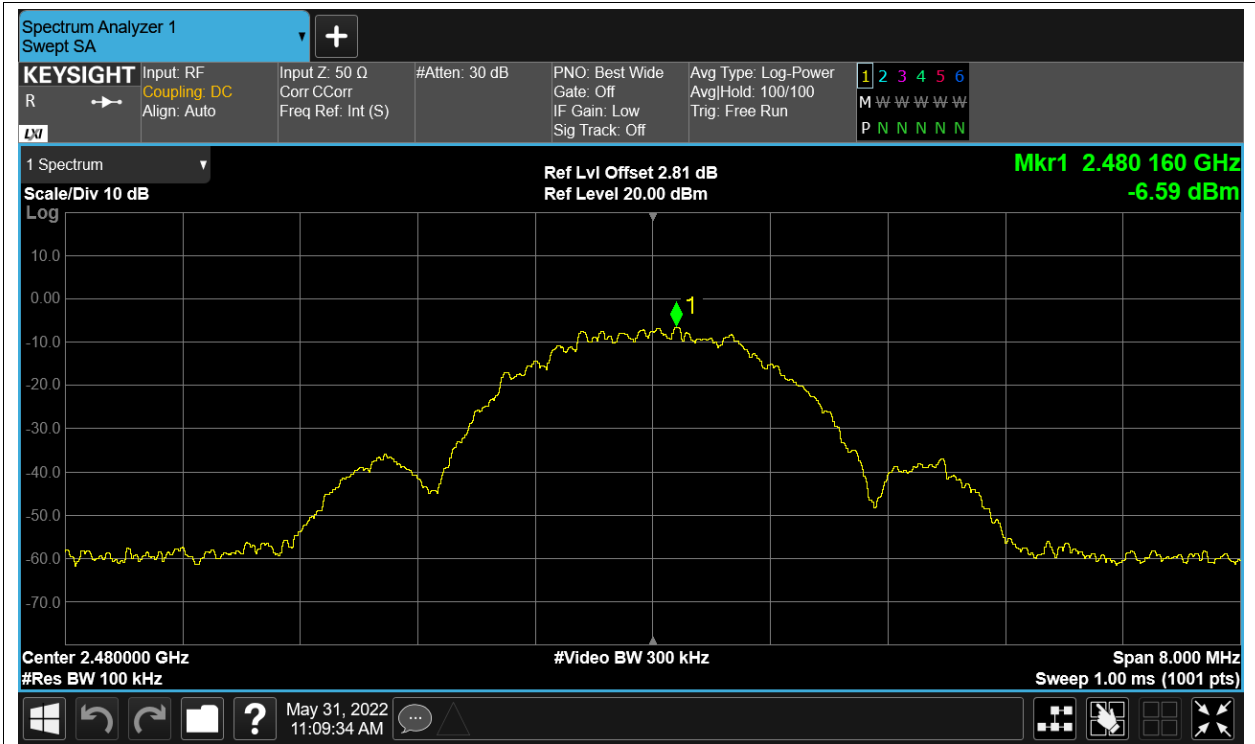 Spectrum Analyzer 1
Swept SA
KEYSIGHT
R
LXI
Input: RF
Coupling: DC
Align: Auto
Input Z: 50 Ω
Corr CCorr
Freq Ref: Int (S)
#Atten: 30 dB
PNO: Best Wide
Gate: Off
IF Gain: Low
Sig Track: Off
Avg Type: Log-Power
Avg|Hold: 100/100
Trig: Free Run
1 2 3 4 5 6
M W W W W W
P N N N N N
1 Spectrum
Scale/Div 10 dB
Log
Ref Lvl Offset 2.81 dB
Ref Level 20.00 dBm
Mkr1 2.480 160 GHz
-6.59 dBm
1
10.0
0.00
-10.0
-20.0
-30.0
-40.0
-50.0
-60.0
-70.0
Center 2.480000 GHz
#Res BW 100 kHz
#Video BW 300 kHz
Span 8.000 MHz
Sweep 1.00 ms (1001 pts)
?
May 31, 2022
11:09:34 AM